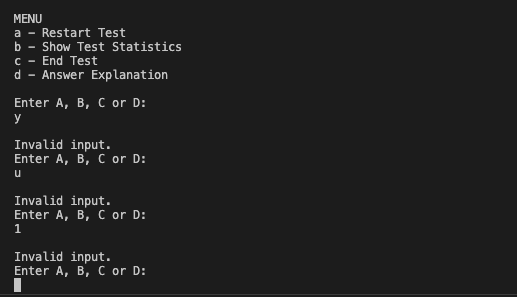 MENU
a – Restart Test
b – Show Test Statistics
c – End Test
d – Answer Explanation
Enter A, B, C or D:
y
Invalid input.
Enter A, B, C or D:
u
Invalid input.
Enter A, B, C or D:
1
Invalid input.
Enter A, B, C or D: